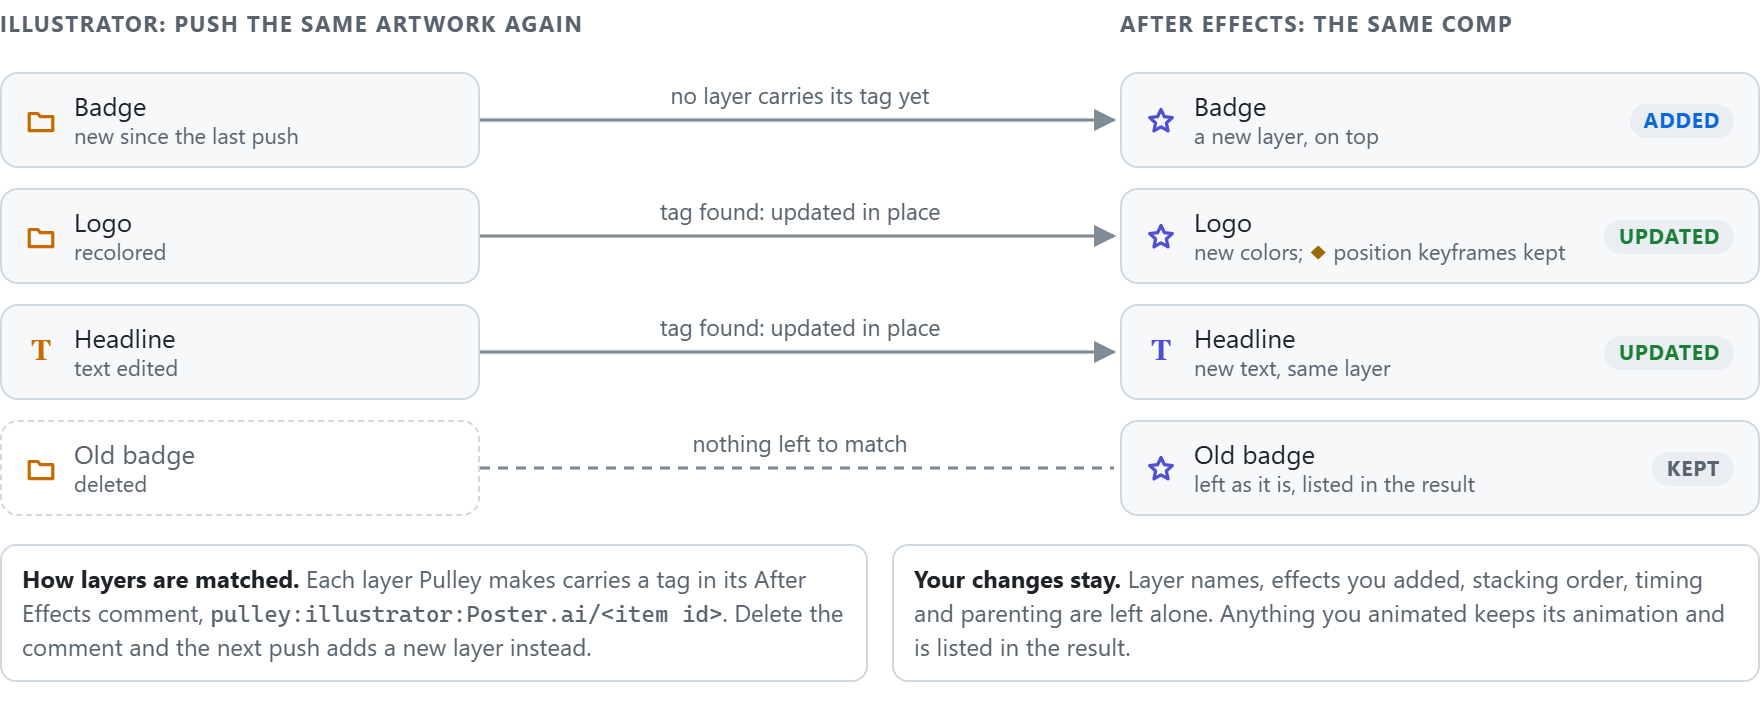 ILLUSTRATOR: PUSH THE SAME ARTWORK AGAIN
AFTER EFFECTS: THE SAME COMP
Badge
new since the last push
no layer carries its tag yet
Badge
a new layer, on top
ADDED
Logo
recolored
tag found: updated in place
Logo
new colors; ◆ position keyframes kept
UPDATED
T
Headline
text edited
tag found: updated in place
T
Headline
new text, same layer
UPDATED
Old badge
deleted
nothing left to match
Old badge
left as it is, listed in the result
KEPT
How layers are matched. Each layer Pulley makes carries a tag in its After
Effects comment, pulley:illustrator:Poster.ai/<item id>. Delete the
comment and the next push adds a new layer instead.
Your changes stay. Layer names, effects you added, stacking order, timing
and parenting are left alone. Anything you animated keeps its animation and
is listed in the result.